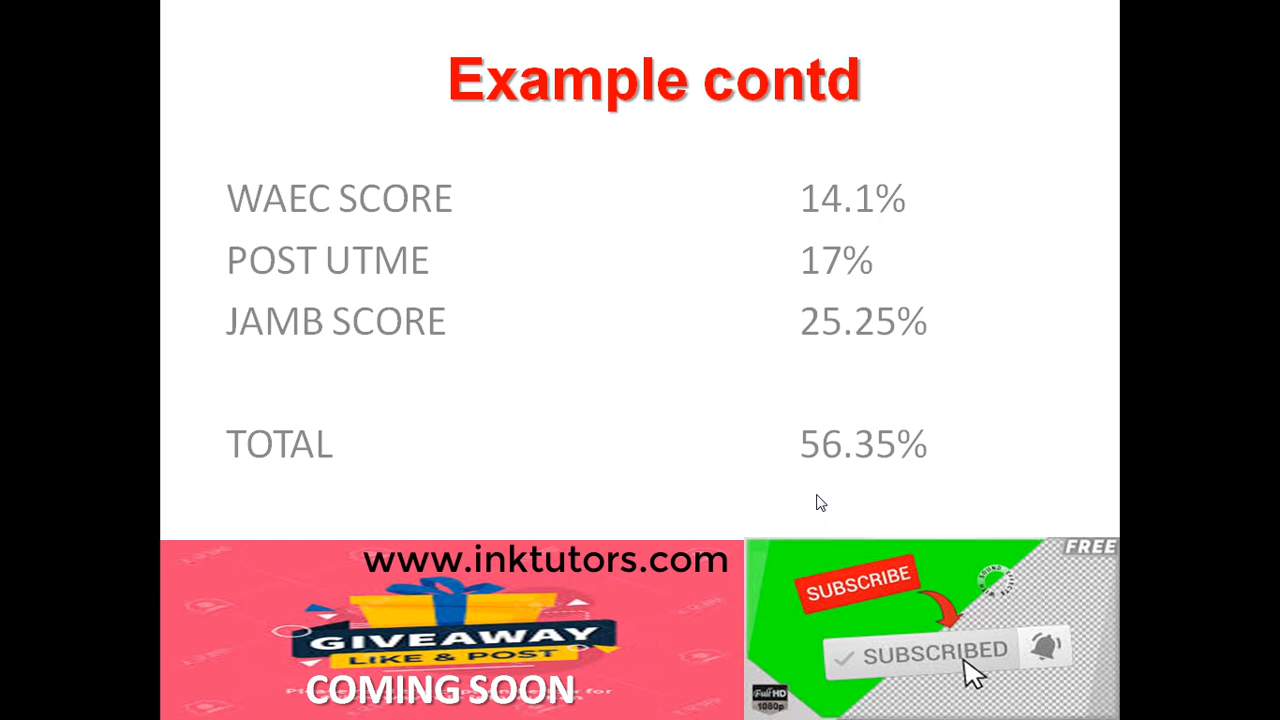 Example contd
WAEC SCORE 14.1%
POST UTME 17%
JAMB SCORE 25.25%
TOTAL 56.35%
www.inktutors.com
GIVEAWAY
LIKE & POST
COMING SOON
FREE
SUBSCRIBE
SUBSCRIBED
Full HD
1080p